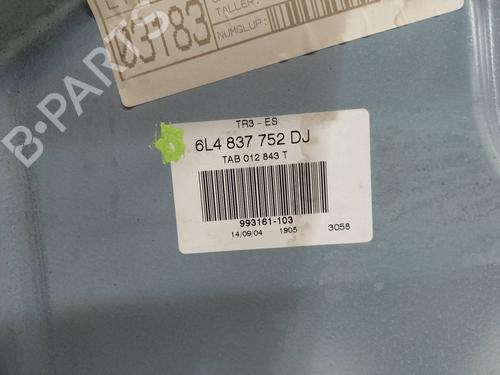 63783
TALLER:
NUMGLUP:
TR3 - ES
6L4 837 752 DJ
TAB 012 843 T
993161-103
14/09/04 1905 3058
B-PARTS